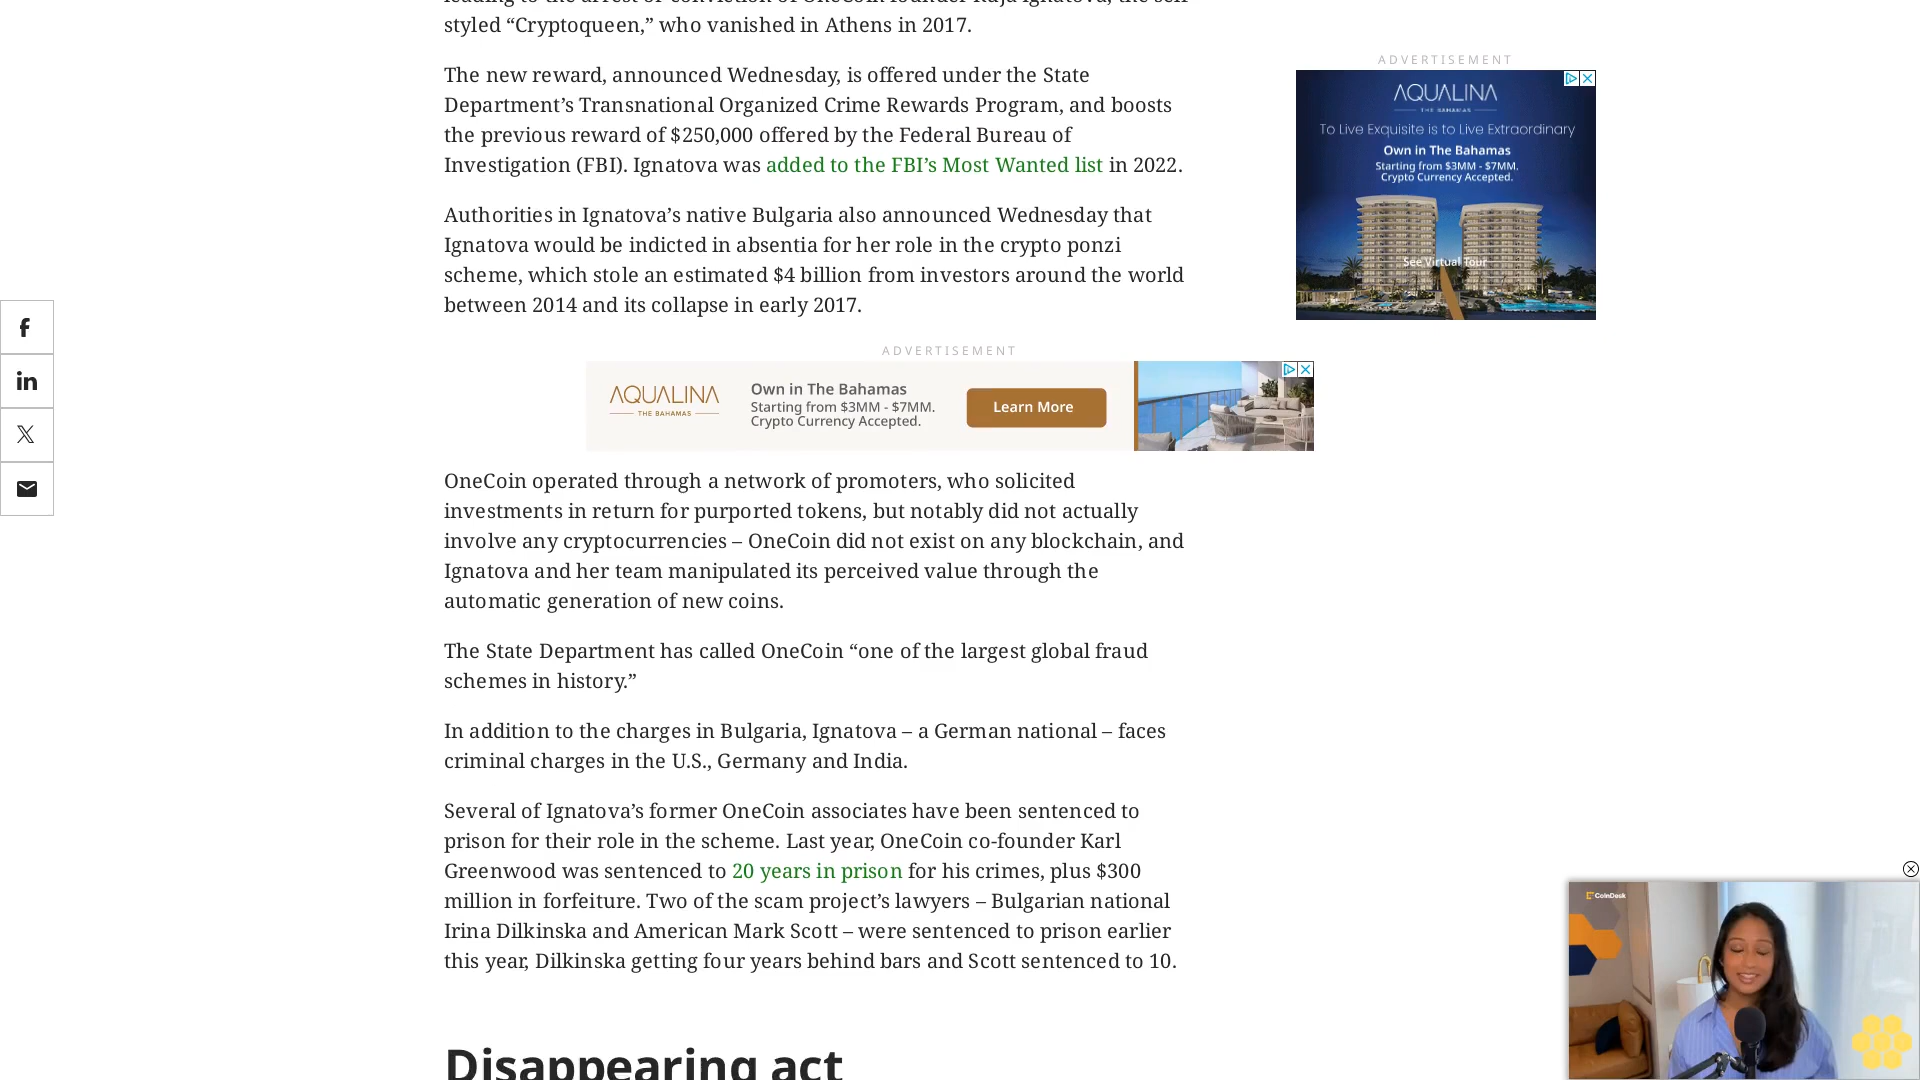 styled “Cryptoqueen,” who vanished in Athens in 2017.
The new reward, announced Wednesday, is offered under the State
Department’s Transnational Organized Crime Rewards Program, and boosts
the previous reward of $250,000 offered by the Federal Bureau of
Investigation (FBI). Ignatova was added to the FBI’s Most Wanted list in 2022.
Authorities in Ignatova’s native Bulgaria also announced Wednesday that
Ignatova would be indicted in absentia for her role in the crypto ponzi
scheme, which stole an estimated $4 billion from investors around the world
between 2014 and its collapse in early 2017.
ADVERTISEMENT
AQUALINA
THE BAHAMAS
Own in The Bahamas
Starting from $3MM - $7MM.
Crypto Currency Accepted.
Learn More
OneCoin operated through a network of promoters, who solicited
investments in return for purported tokens, but notably did not actually
involve any cryptocurrencies – OneCoin did not exist on any blockchain, and
Ignatova and her team manipulated its perceived value through the
automatic generation of new coins.
The State Department has called OneCoin “one of the largest global fraud
schemes in history.”
In addition to the charges in Bulgaria, Ignatova – a German national – faces
criminal charges in the U.S., Germany and India.
Several of Ignatova’s former OneCoin associates have been sentenced to
prison for their role in the scheme. Last year, OneCoin co-founder Karl
Greenwood was sentenced to 20 years in prison for his crimes, plus $300
million in forfeiture. Two of the scam project’s lawyers – Bulgarian national
Irina Dilkinska and American Mark Scott – were sentenced to prison earlier
this year, Dilkinska getting four years behind bars and Scott sentenced to 10.
Disappearing act
ADVERTISEMENT
AQUALINA
THE BAHAMAS
To Live Exquisite is to Live Extraordinary
Own in The Bahamas
Starting from $3MM - $7MM.
Crypto Currency Accepted.
See Virtual Tour
CoinDesk